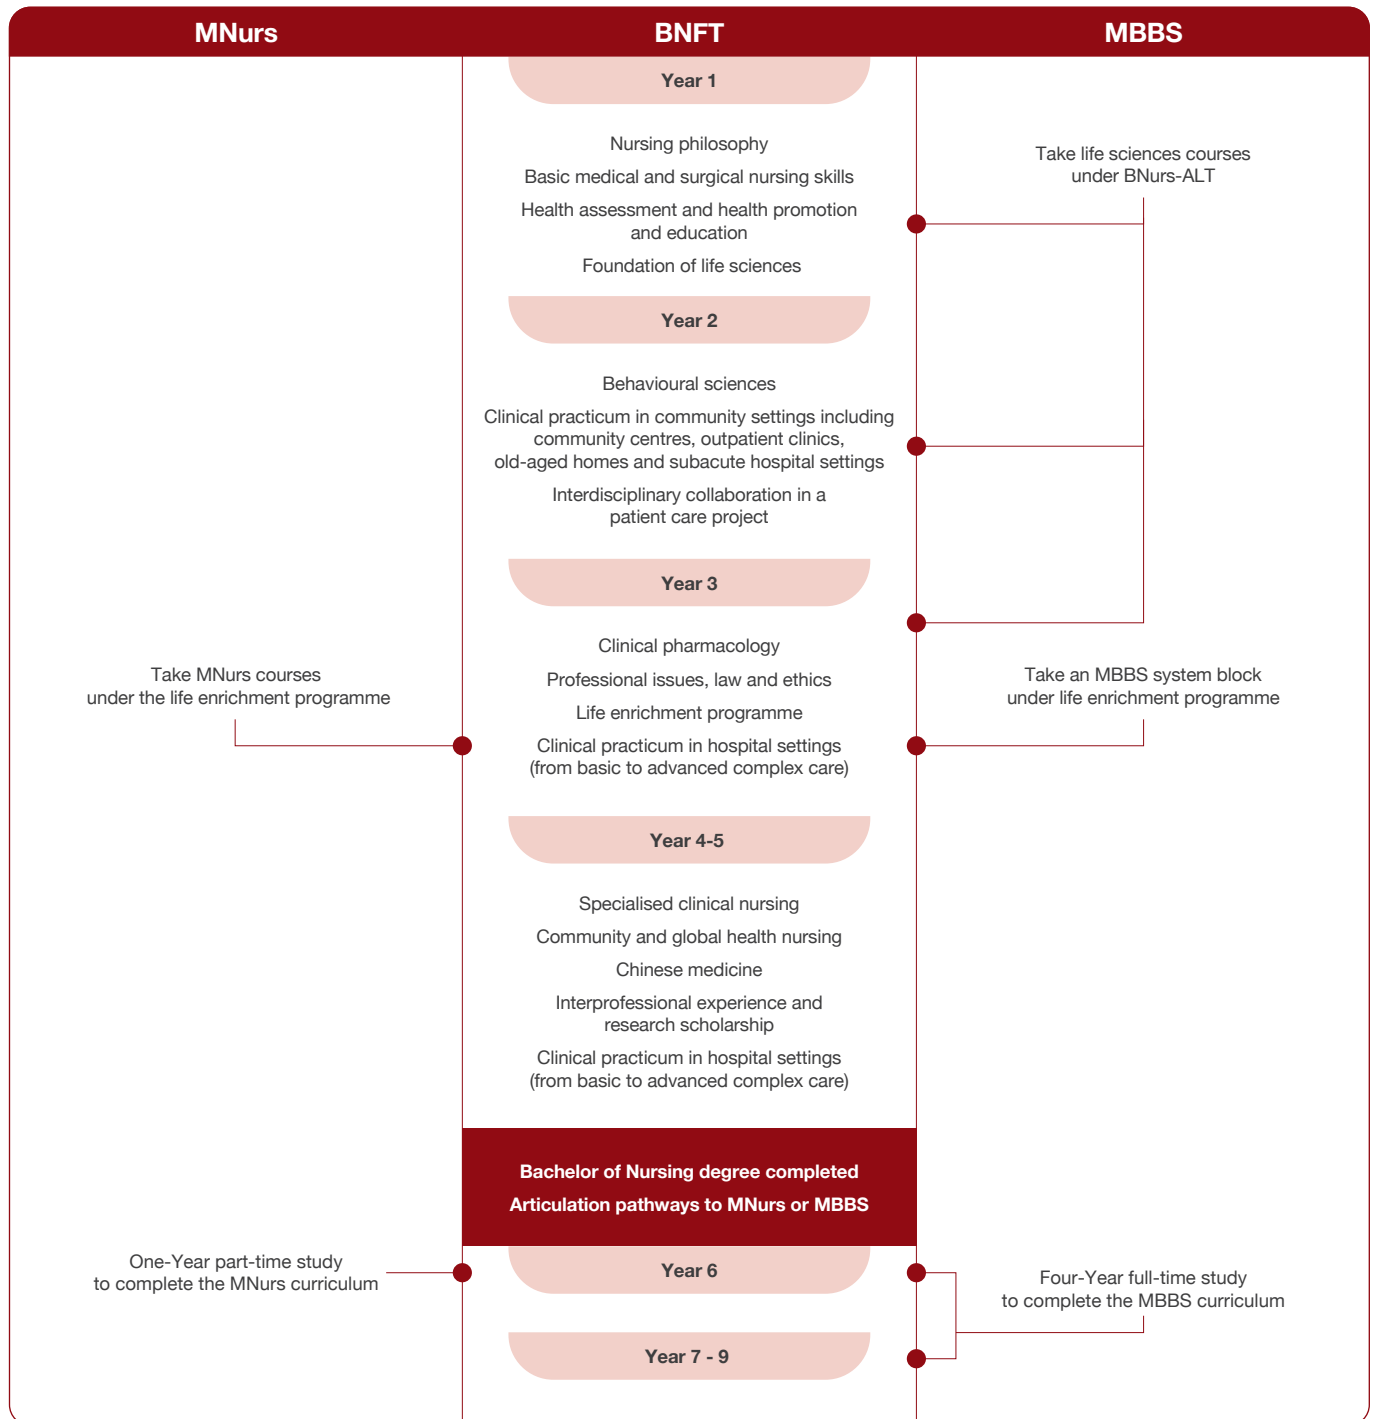 MNurs
BNFT
MBBS
Year 1
Nursing philosophy
Basic medical and surgical nursing skills
Health assessment and health promotion
and education
Foundation of life sciences
Take life sciences courses
under BNurs-ALT
Year 2
Behavioural sciences
Clinical practicum in community settings including
community centres, outpatient clinics,
old-aged homes and subacute hospital settings
Interdisciplinary collaboration in a
patient care project
Year 3
Clinical pharmacology
Professional issues, law and ethics
Life enrichment programme
Clinical practicum in hospital settings
(from basic to advanced complex care)
Take MNurs courses
under the life enrichment programme
Take an MBBS system block
under life enrichment programme
Year 4-5
Specialised clinical nursing
Community and global health nursing
Chinese medicine
Interprofessional experience and
research scholarship
Clinical practicum in hospital settings
(from basic to advanced complex care)
Bachelor of Nursing degree completed
Articulation pathways to MNurs or MBBS
One-Year part-time study
to complete the MNurs curriculum
Year 6
Four-Year full-time study
to complete the MBBS curriculum
Year 7 - 9